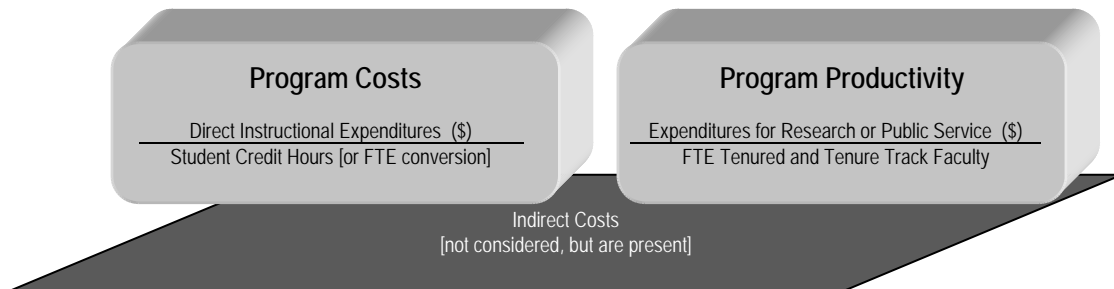 Program Costs
Direct Instructional Expenditures ($)
Student Credit Hours [or FTE conversion]
Program Productivity
Expenditures for Research or Public Service ($)
FTE Tenured and Tenure Track Faculty
Indirect Costs
[not considered, but are present]